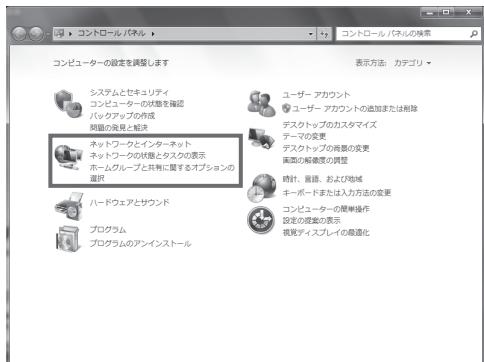 コントロール パネル
コントロール パネルの検索
コンピューターの設定を調整します
表示方法: カテゴリ
システムとセキュリティ
コンピューターの状態を確認
バックアップの作成
問題の発見と解決
ネットワークとインターネット
ネットワークの状態とタスクの表示
ホームグループと共有に関するオプションの
選択
ハードウェアとサウンド
プログラム
プログラムのアンインストール
ユーザー アカウント
ユーザー アカウントの追加または削除
デスクトップのカスタマイズ
テーマの変更
デスクトップの背景の変更
画面の解像度の調整
時計、言語、および地域
キーボードまたは入力方法の変更
コンピューターの簡単操作
設定の提案の表示
視覚ディスプレイの最適化